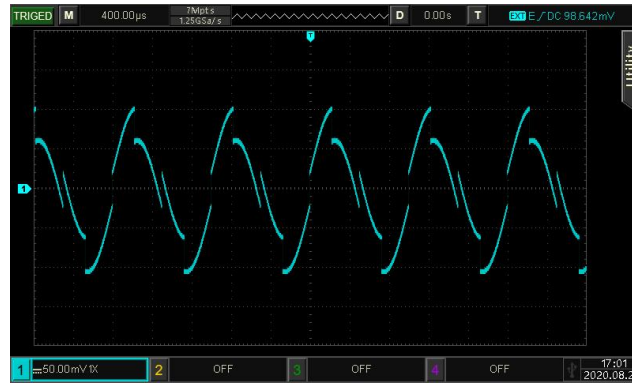 TRIGED M 400.00µs 7Mpts D 0.00s T EXT E DC 98.642mV
1.25GSa/s
T
Utility
1
1 50.00mV 1X 2 OFF 3 OFF 4 OFF 17:01
2020.08.2